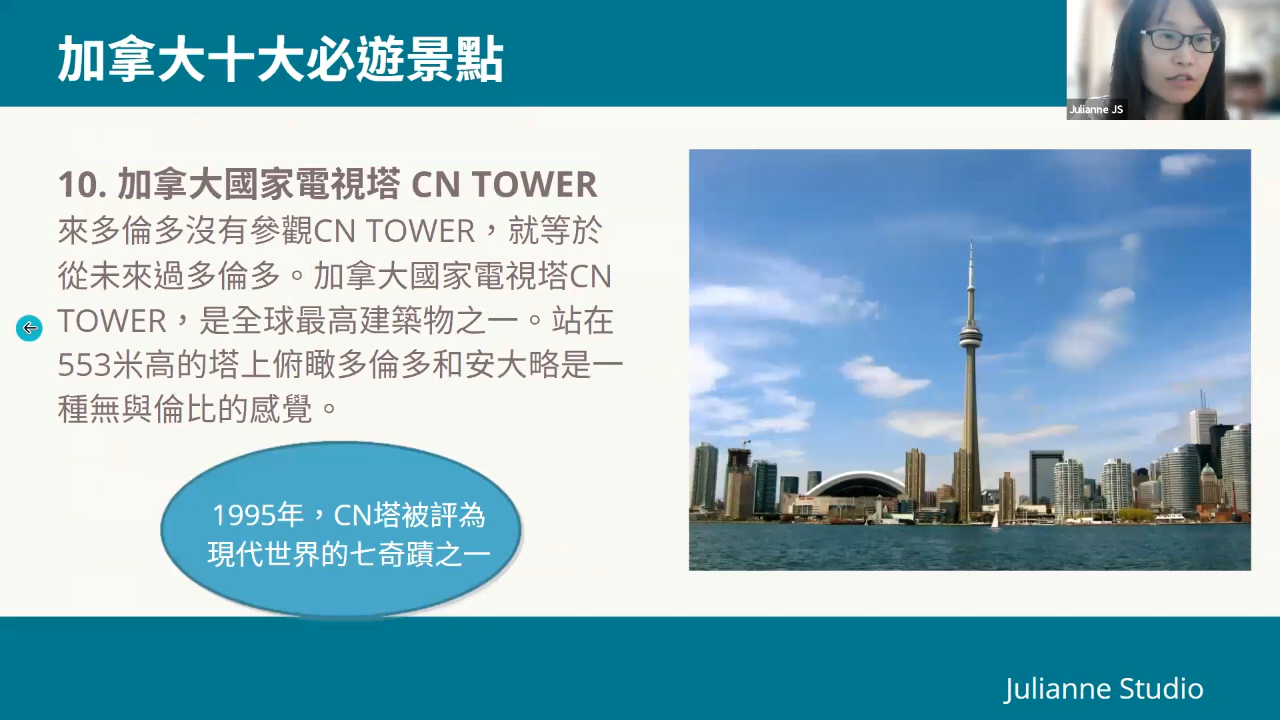 加拿大十大必遊景點
Julianne JS
10. 加拿大國家電視塔 CN TOWER
來多倫多沒有參觀CN TOWER，就等於
從未來過多倫多。加拿大國家電視塔CN
TOWER，是全球最高建築物之一。站在
553米高的塔上俯瞰多倫多和安大略是一
種無與倫比的感覺。
1995年，CN塔被評為
現代世界的七奇蹟之一
Julianne Studio